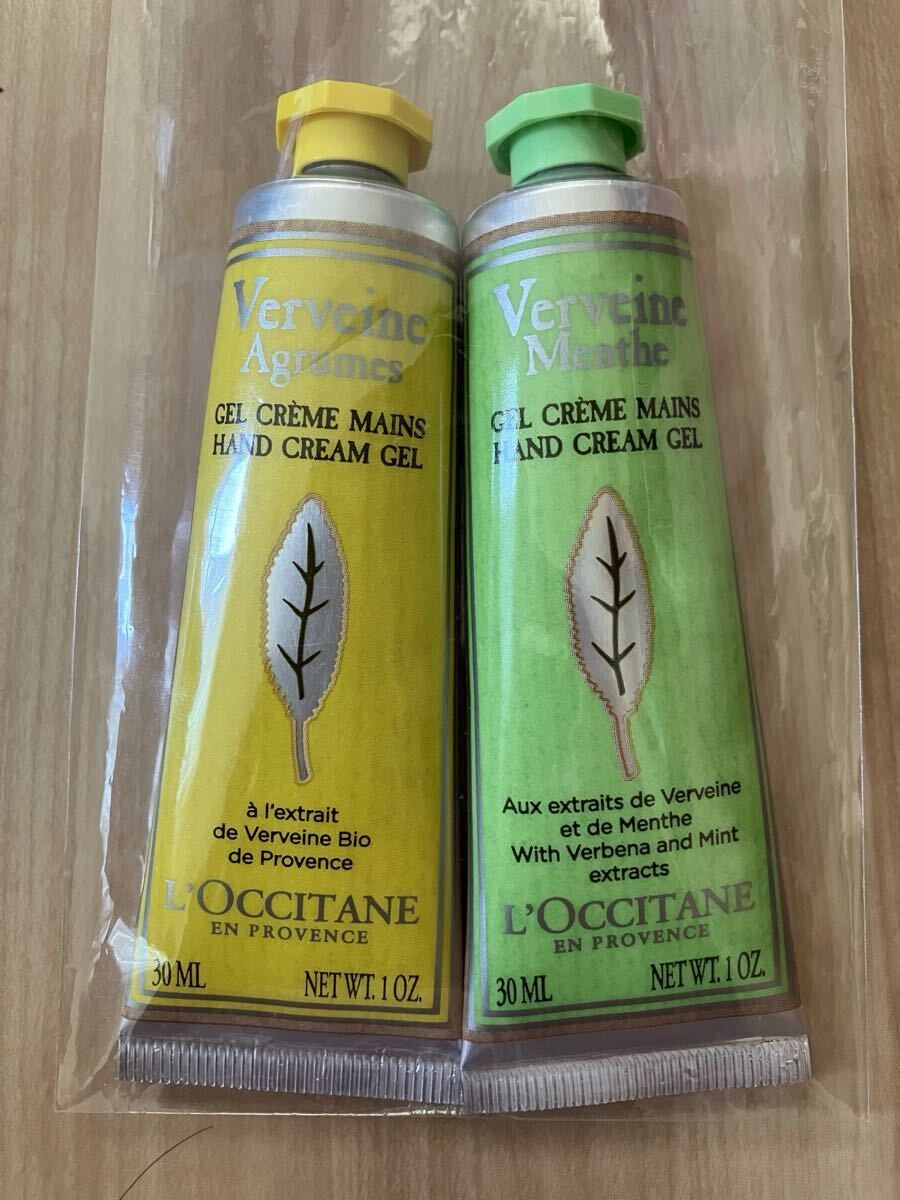 Verveine
Agrumes
GEL CRÈME MAINS
HAND CREAM GEL
à l'extrait
de Verveine Bio
de Provence
L'OCCITANE
EN PROVENCE
30 ML NET WT. 1 OZ.
Verveine
Menthe
GEL CRÈME MAINS
HAND CREAM GEL
Aux extraits de Verveine
et de Menthe
With Verbena and Mint
extracts
L'OCCITANE
EN PROVENCE
30 ML NET WT. 1 OZ.